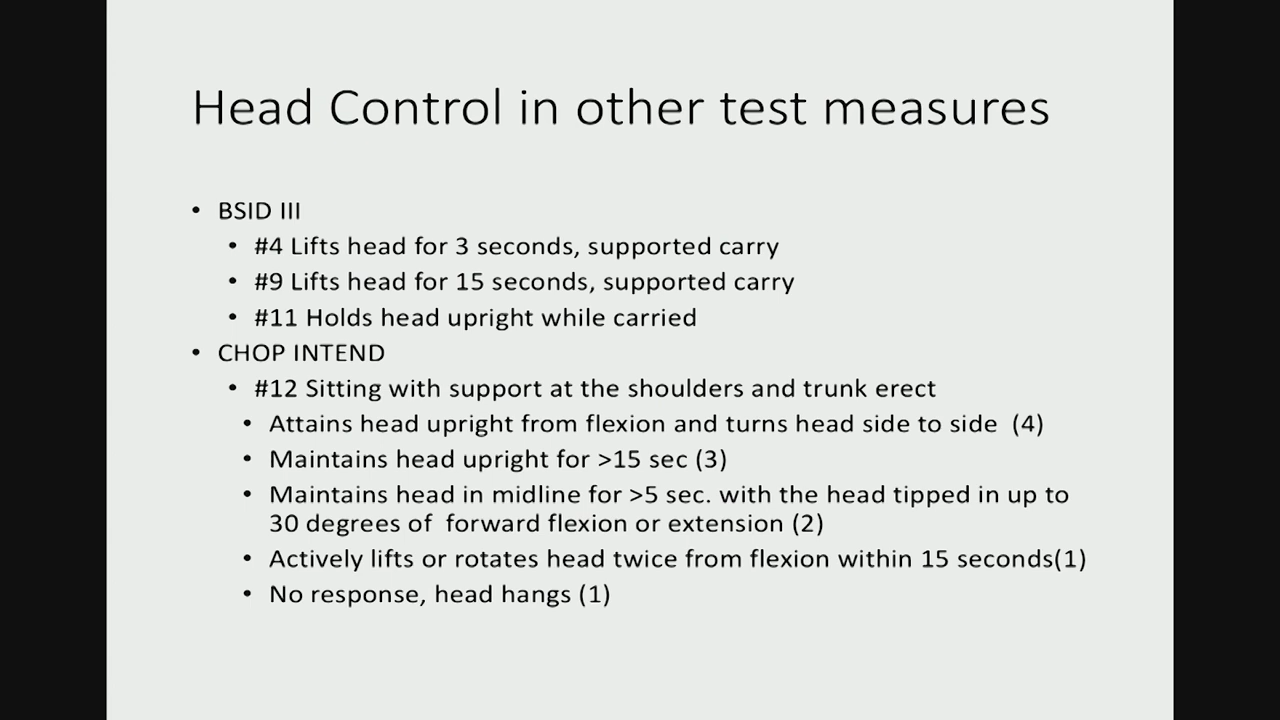 Head Control in other test measures
• BSID III
• #4 Lifts head for 3 seconds, supported carry
• #9 Lifts head for 15 seconds, supported carry
• #11 Holds head upright while carried
• CHOP INTEND
• #12 Sitting with support at the shoulders and trunk erect
• Attains head upright from flexion and turns head side to side  (4)
• Maintains head upright for >15 sec (3)
• Maintains head in midline for >5 sec. with the head tipped in up to
30 degrees of  forward flexion or extension (2)
• Actively lifts or rotates head twice from flexion within 15 seconds(1)
• No response, head hangs (1)